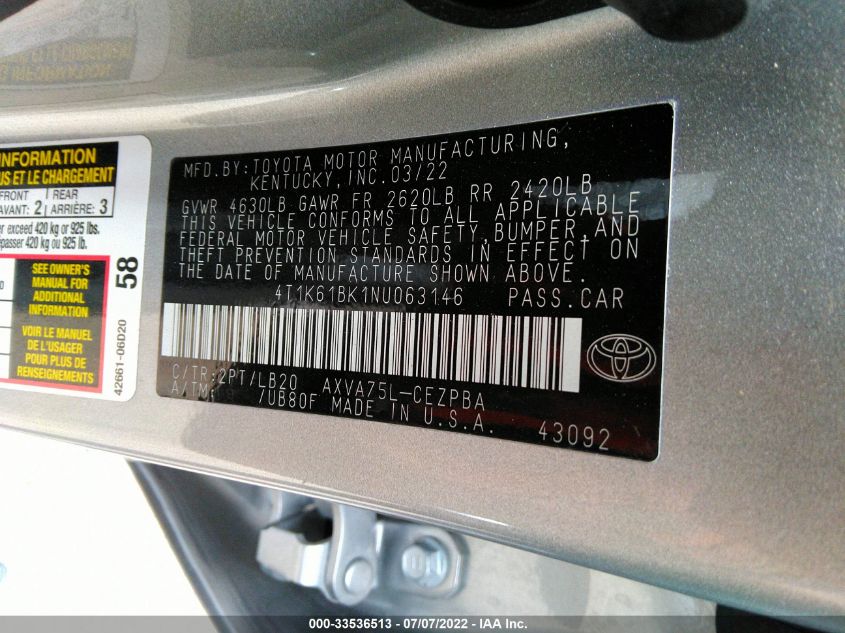 INFORMATION
US ET LE CHARGEMENT
FRONT
AVANT: 2
REAR
ARRIÈRE: 3
er exceed 420 kg or 925 lbs.
épasser 420 kg ou 925 lb.
SEE OWNER'S
MANUAL FOR
ADDITIONAL
INFORMATION
VOIR LE MANUEL
DE L'USAGER
POUR PLUS DE
RENSEIGNEMENTS
58
42661-06D20
MFD.BY:TOYOTA MOTOR MANUFACTURING,
KENTUCKY,INC.03/22
GVWR 4630LB GAWR FR 2620LB RR 2420LB
THIS VEHICLE CONFORMS TO ALL APPLICABLE
FEDERAL MOTOR VEHICLE SAFETY,BUMPER,AND
THEFT PREVENTION STANDARDS IN EFFECT ON
THE DATE OF MANUFACTURE SHOWN ABOVE.
4T1K61BK1NU063146 PASS.CAR
C/TR:2PT/LB20 AXVA75L-CEZPBA
A/TM: /UB80F MADE IN U.S.A.
43092
000-33536513 - 07/07/2022 - IAA Inc.